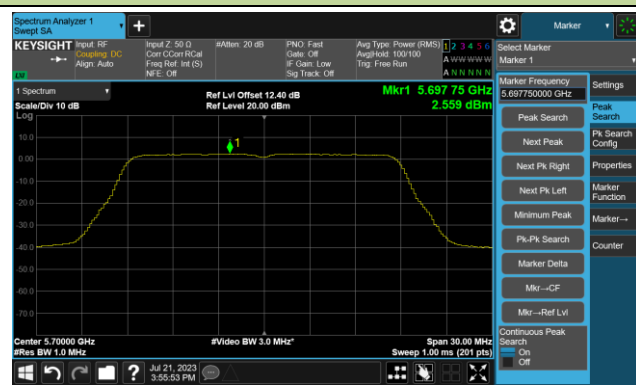 Spectrum Analyzer 1
Swept SA
Marker
KEYSIGHT
Input: RF
Coupling: DC
Align: Auto
Input Z: 50 Ω
Corr CCorr RCal
Freq Ref: Int (S)
NFE: Off
#Atten: 20 dB
PNO: Fast
Gate: Off
IF Gain: Low
Sig Track: Off
Avg Type: Power (RMS)
Avg|Hold: 100/100
Trig: Free Run
1 2 3 4 5 6
A W W W W W
A N N N N N
LV
Select Marker
Marker 1
1 Spectrum
Scale/Div 10 dB
Log
Ref Lvl Offset 12.40 dB
Ref Level 20.00 dBm
Mkr1 5.697 75 GHz
2.559 dBm
1
10.0
0.00
-10.0
-20.0
-30.0
-40.0
-50.0
-60.0
-70.0
Center 5.70000 GHz
#Res BW 1.0 MHz
#Video BW 3.0 MHz*
Span 30.00 MHz
Sweep 1.00 ms (201 pts)
Marker Frequency
5.697750000 GHz
Peak Search
Next Peak
Next Pk Right
Next Pk Left
Minimum Peak
Pk-Pk Search
Marker Delta
Mkr→CF
Mkr→Ref Lvl
Continuous Peak
Search
On
Off
Settings
Peak
Search
Pk Search
Config
Properties
Marker
Function
Marker→
Counter
?
Jul 21, 2023
3:55:53 PM